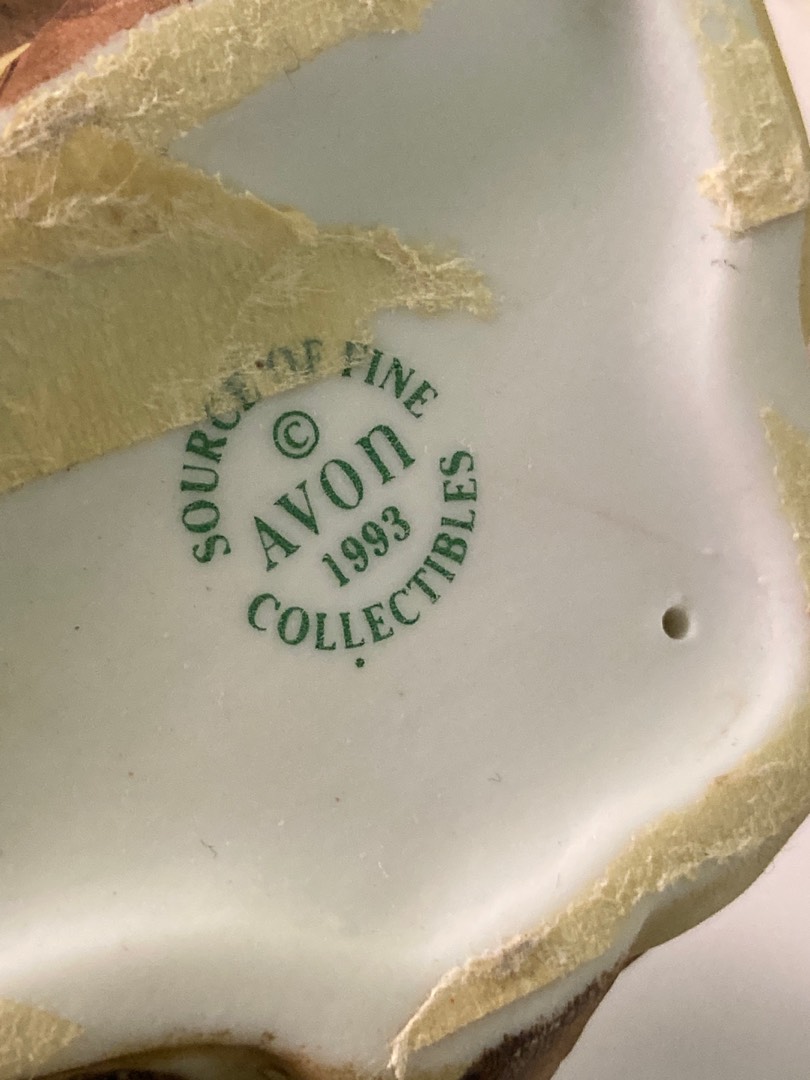 SOURCE OF FINE
©
AVON
1993
COLLECTIBLES